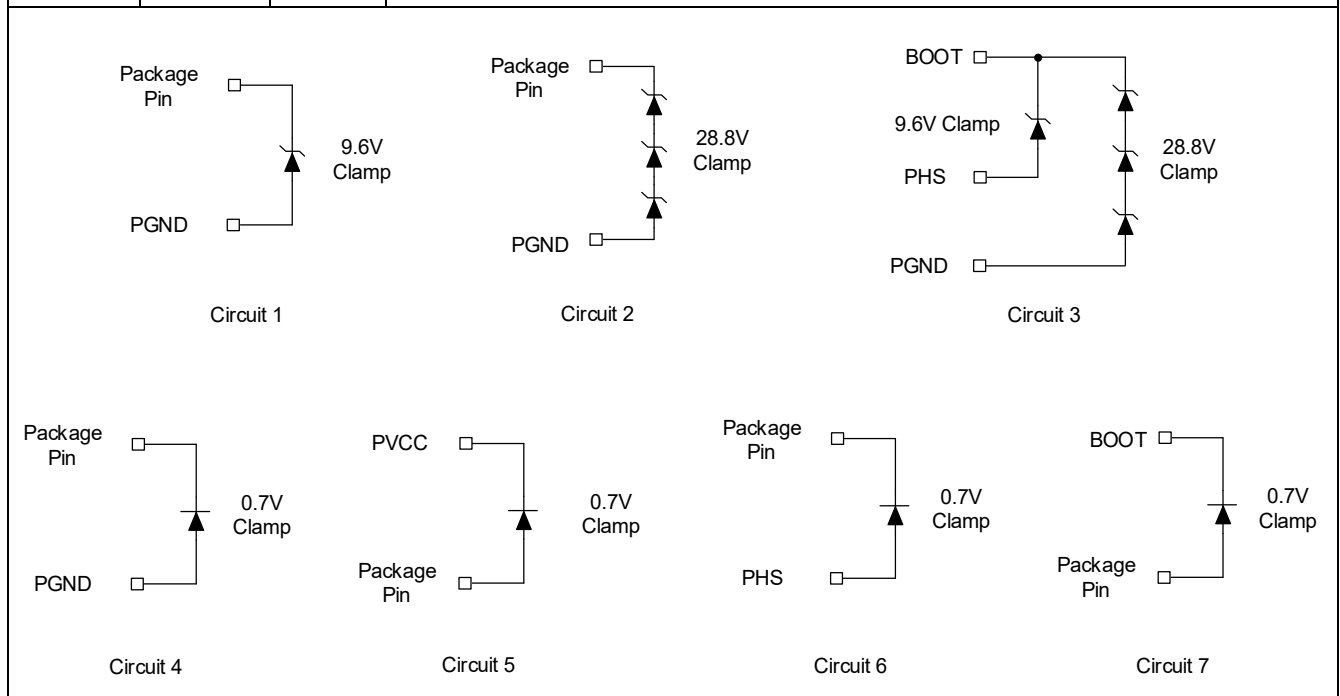 Package
Pin
9.6V
Clamp
PGND
Circuit 1
Package
Pin
28.8V
Clamp
PGND
Circuit 2
BOOT
9.6V Clamp
PHS
28.8V
Clamp
PGND
Circuit 3
Package
Pin
0.7V
Clamp
PGND
Circuit 4
PVCC
0.7V
Clamp
Package
Pin
Circuit 5
Package
Pin
0.7V
Clamp
PHS
Circuit 6
BOOT
0.7V
Clamp
Package
Pin
Circuit 7